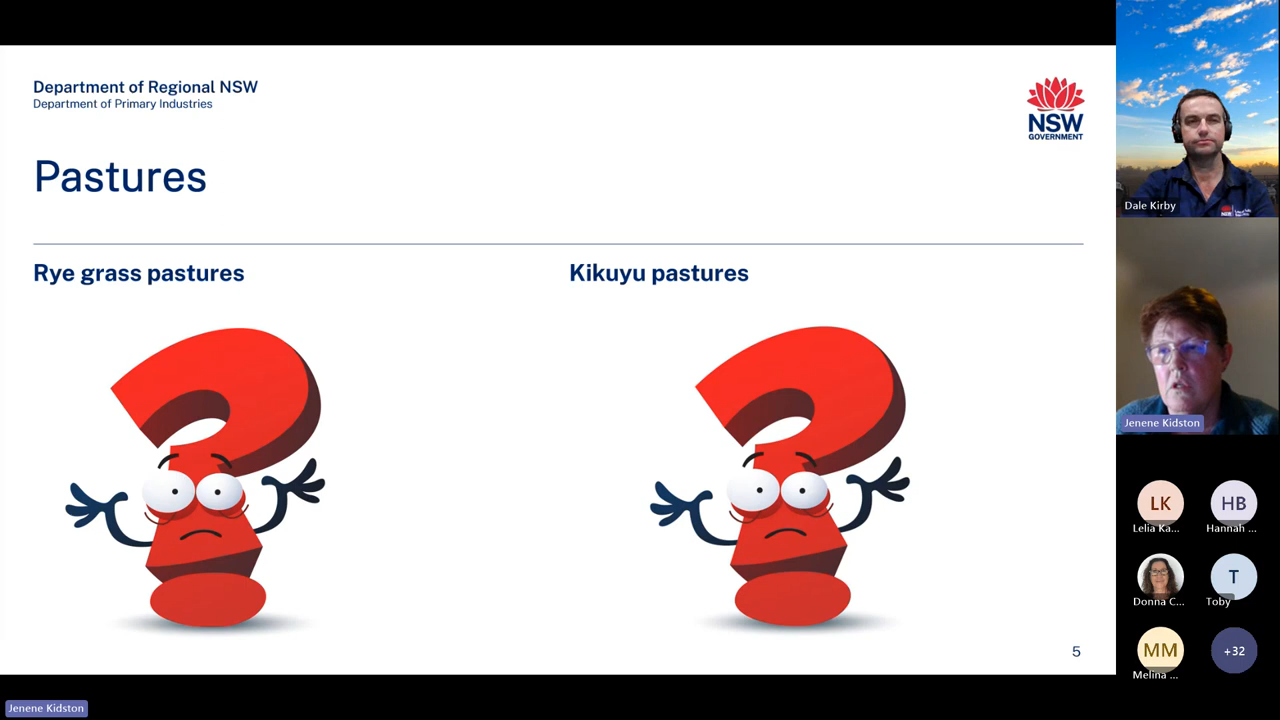 Department of Regional NSW
Department of Primary Industries
NSW
GOVERNMENT
Pastures
Rye grass pastures
Kikuyu pastures
5
Dale Kirby
Jenene Kidston
LK
HB
Lelia Ka...
Hannah ...
T
Donna C...
Toby
MM
+32
Melina ...
Jenene Kidston